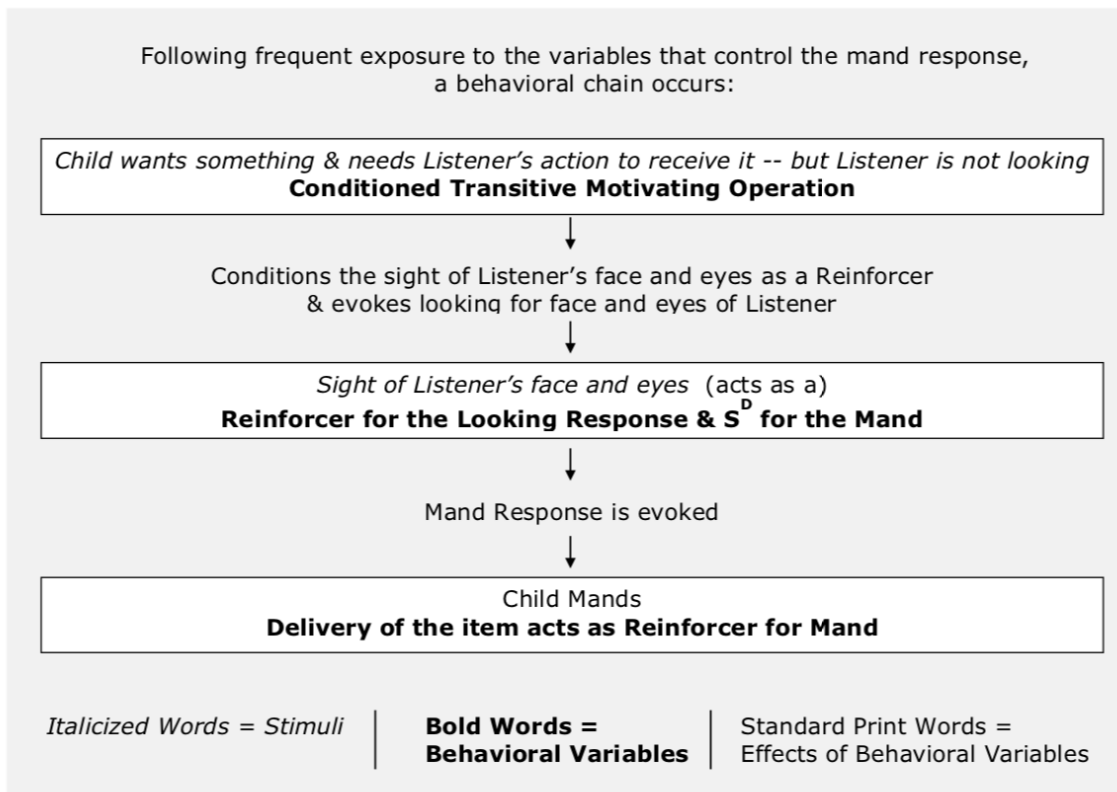 Following frequent exposure to the variables that control the mand response,
a behavioral chain occurs:
Child wants something & needs Listener's action to receive it -- but Listener is not looking
Conditioned Transitive Motivating Operation
Conditions the sight of Listener's face and eyes as a Reinforcer
& evokes looking for face and eyes of Listener
Sight of Listener's face and eyes (acts as a)
Reinforcer for the Looking Response & S^D for the Mand
Mand Response is evoked
Child Mands
Delivery of the item acts as Reinforcer for Mand
Italicized Words = Stimuli
Bold Words =
Behavioral Variables
Standard Print Words =
Effects of Behavioral Variables